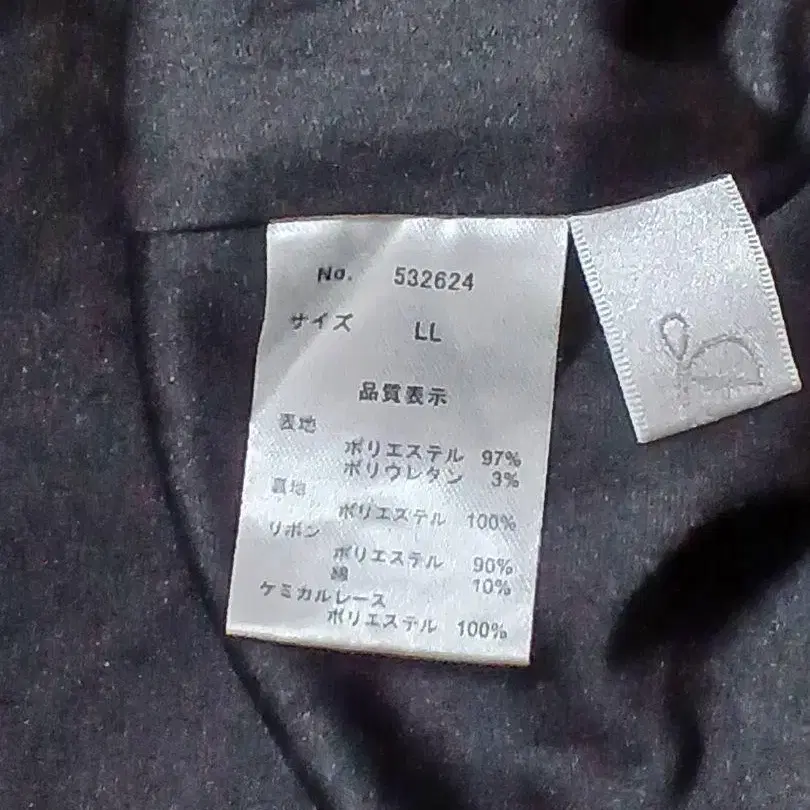 No. 532624
サイズ LL
品質表示
表地
ポリエステル 97%
ポリウレタン 3%
裏地
ポリエステル 100%
リボン
ポリエステル 90%
綿 10%
ケミカルレース
ポリエステル 100%